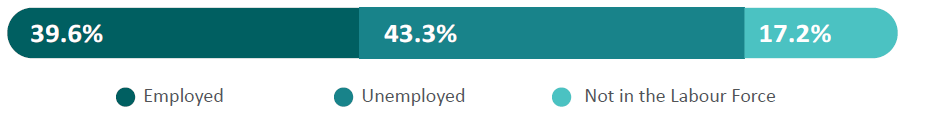 39.6% 43.3% 17.2%
Employed Unemployed Not in the Labour Force